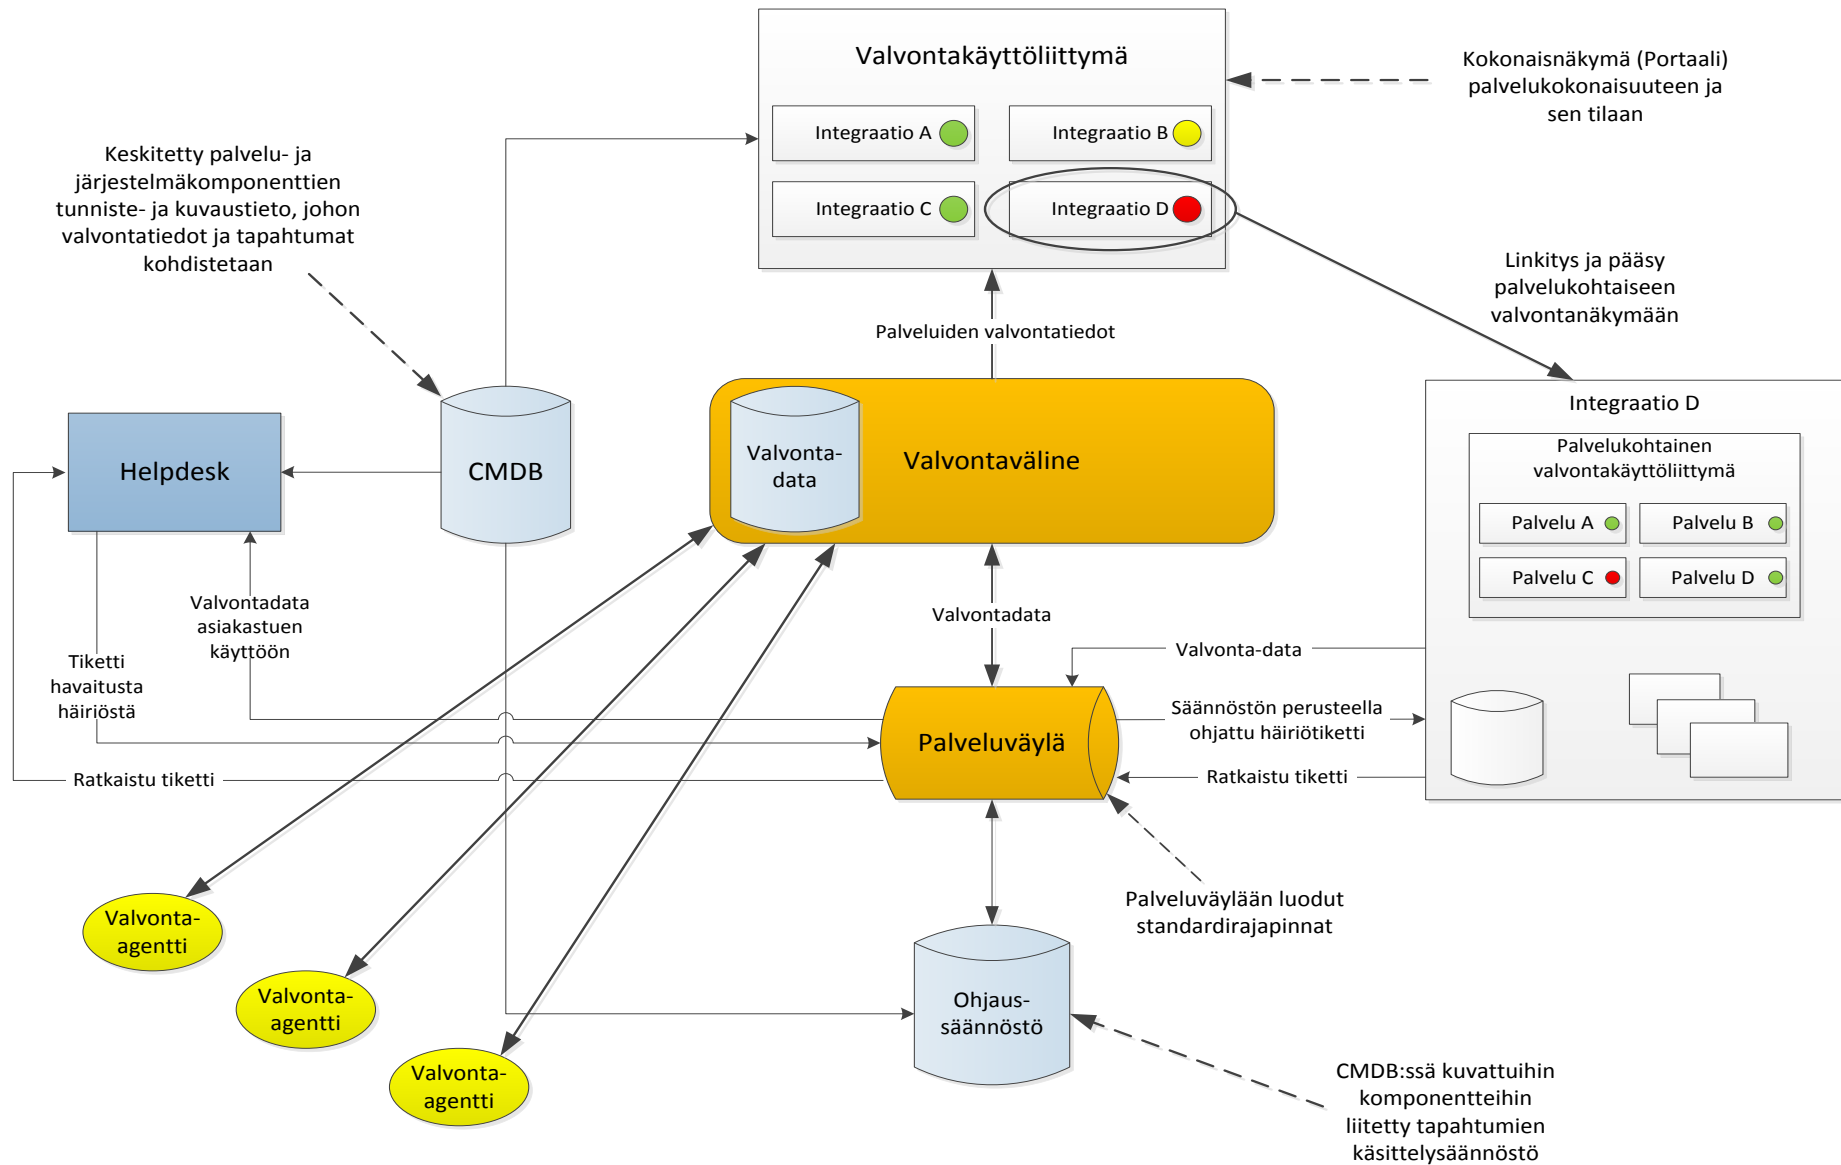 Valvontakäyttöliittymä
Integraatio A
Integraatio B
Integraatio C
Integraatio D
Kokonaisnäkymä (Portaali)
palvelukokonaisuuteen ja
sen tilaan
Keskitetty palvelu- ja
järjestelmäkomponenttien
tunniste- ja kuvaustieto, johon
valvontatiedot ja tapahtumat
kohdistetaan
Linkitys ja pääsy
palvelukohtaiseen
valvontanäkymään
Palveluiden valvontatiedot
Helpdesk
CMDB
Valvonta-
data
Valvontaväline
Integraatio D
Palvelukohtainen
valvontakäyttöliittymä
Palvelu A
Palvelu B
Palvelu C
Palvelu D
Valvontadata
asiakastuen
käyttöön
Tiketti
havaitusta
häiriöstä
Valvontadata
Valvonta-data
Säännöstön perusteella
ohjattu häiriötiketti
Ratkaistu tiketti
Palveluväylä
Ratkaistu tiketti
Palveluväylään luodut
standardirajapinnat
Valvonta-
agentti
Valvonta-
agentti
Valvonta-
agentti
Ohjaus-
säännöstö
CMDB:ssä kuvattuihin
komponentteihin
liitetty tapahtumien
käsittelysäännöstö